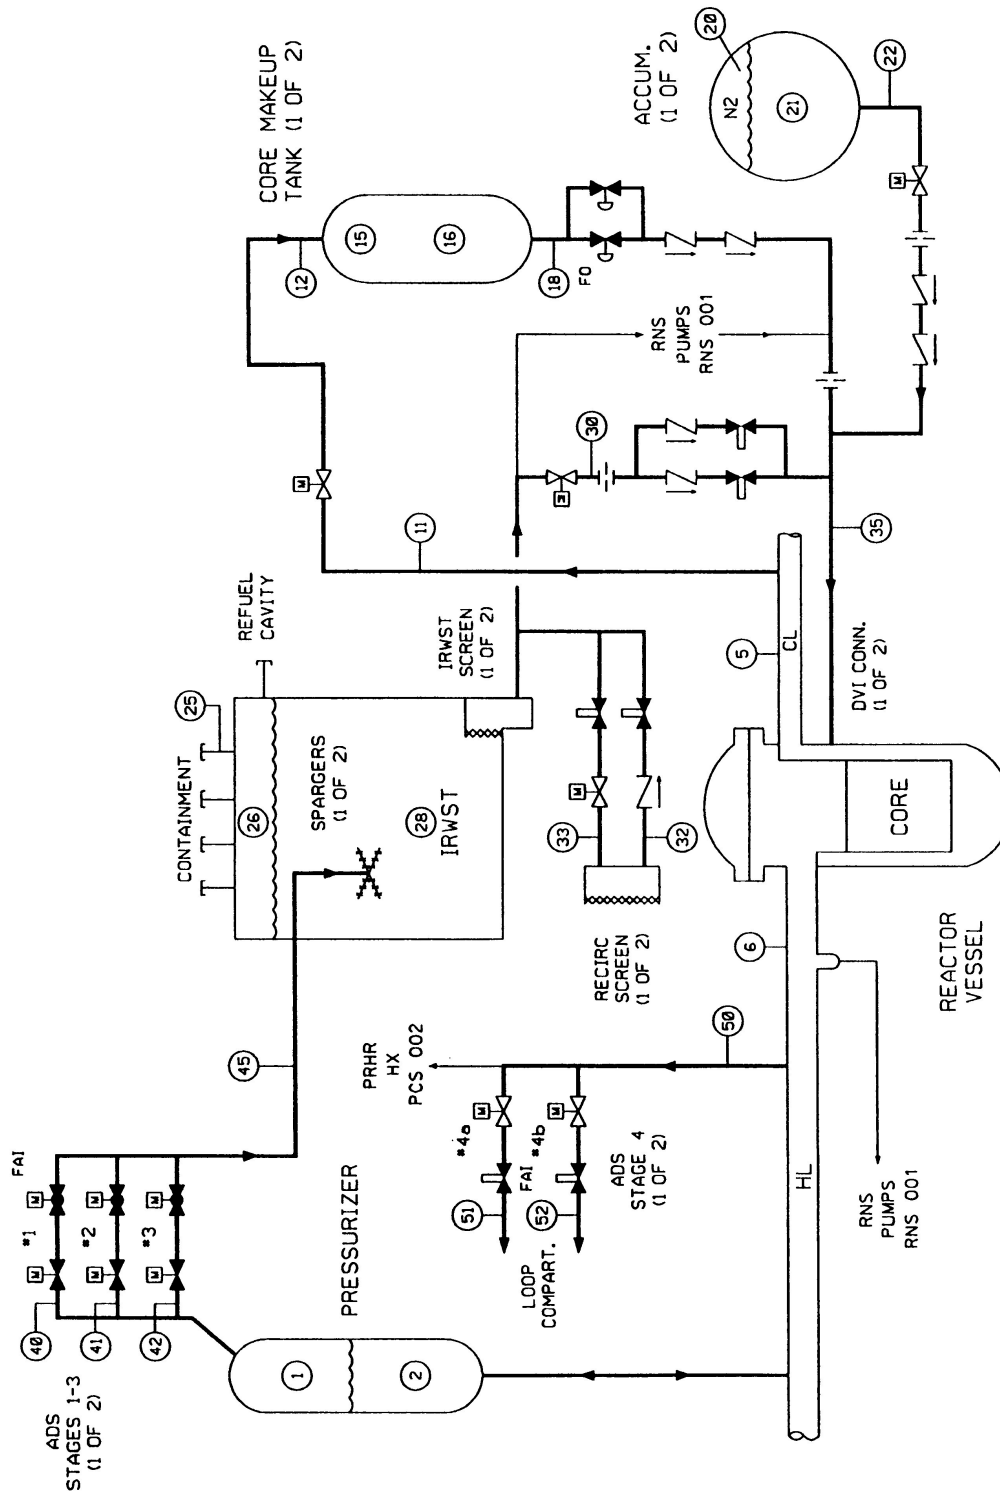 ADS
STAGES 1-3
(1 OF 2)
40
41
42
M
M
M
#1
#2
#3
M
M
M
FAI
45
1
2
PRESSURIZER
CONTAINMENT
25
REFUEL
CAVITY
26
SPARGERS
(1 OF 2)
28
IRWST
IRWST
SCREEN
(1 OF 2)
CORE MAKEUP
TANK (1 OF 2)
12
15
16
18
FO
M
11
ACCUM.
(1 OF 2)
20
N2
21
22
M
RNS
PUMPS
RNS 001
30
M
35
33
M
32
RECIRC
SCREEN
(1 OF 2)
PRHR
HX
PCS 002
M
#4a
M
#4b
FAI
51
52
LOOP
COMPART.
ADS
STAGE 4
(1 OF 2)
50
6
HL
RNS
PUMPS
RNS 001
5
CL
DVI CONN.
(1 OF 2)
CORE
REACTOR
VESSEL